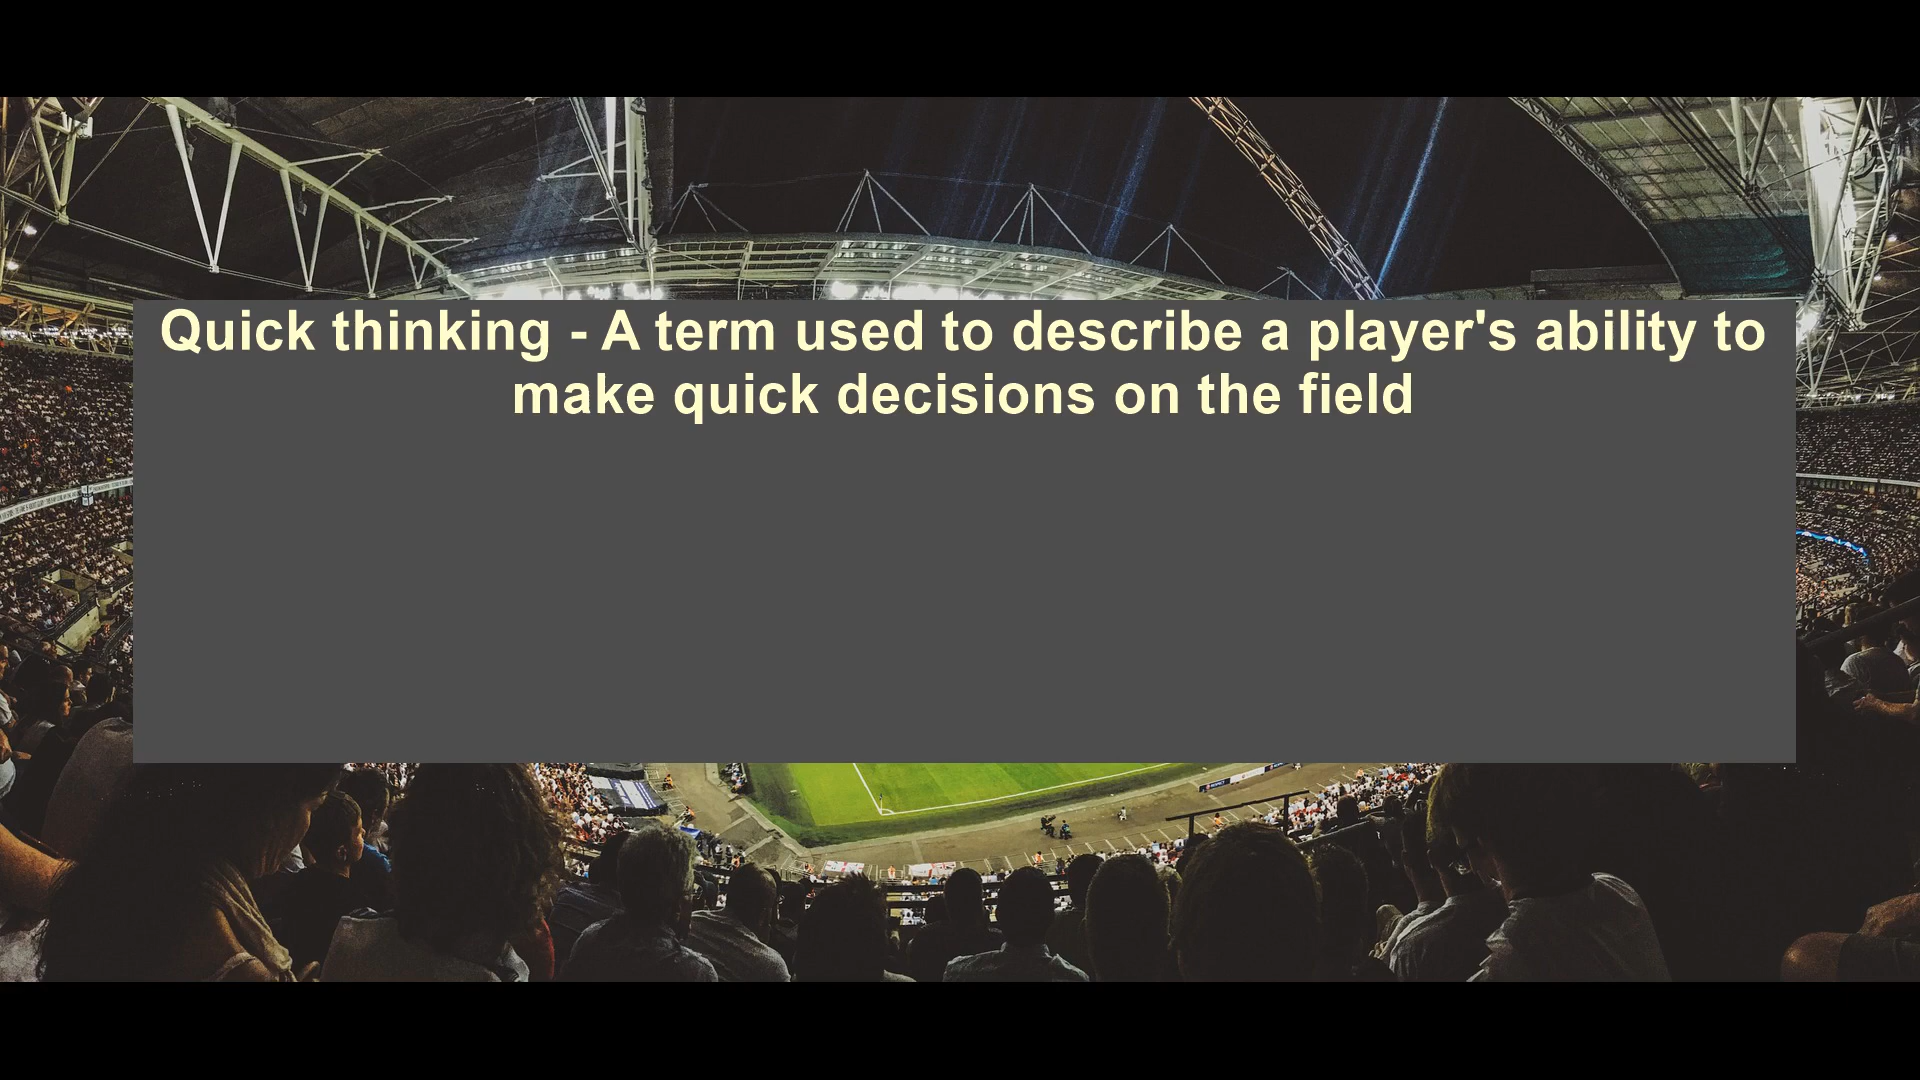 Quick thinking - A term used to describe a player's ability to
make quick decisions on the field